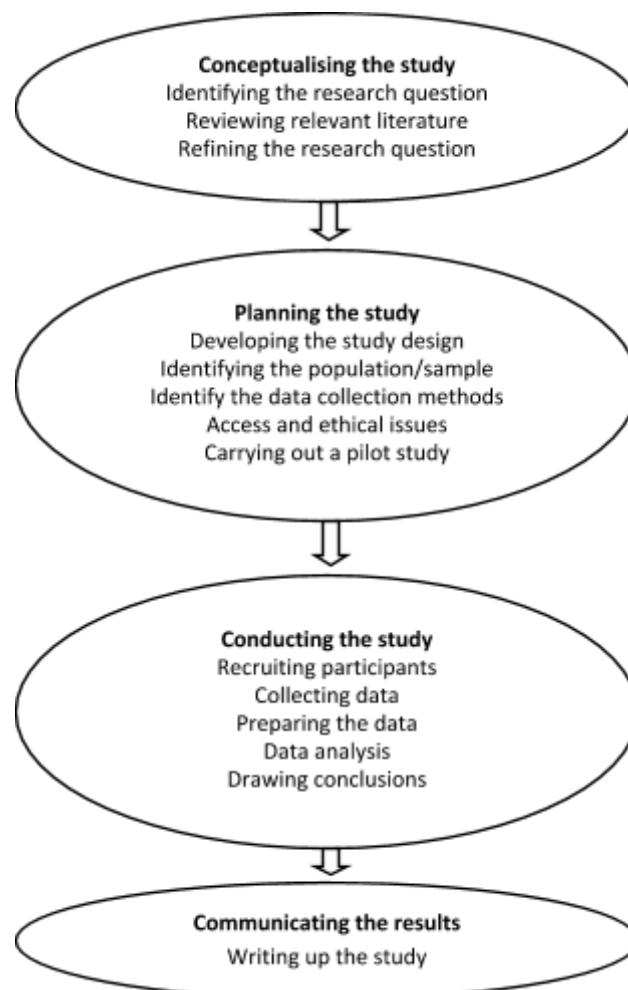 Conceptualising the study
Identifying the research question
Reviewing relevant literature
Refining the research question
Planning the study
Developing the study design
Identifying the population/sample
Identify the data collection methods
Access and ethical issues
Carrying out a pilot study
Conducting the study
Recruiting participants
Collecting data
Preparing the data
Data analysis
Drawing conclusions
Communicating the results
Writing up the study